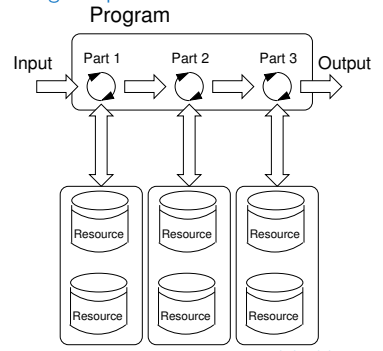 Program
Input
Part 1
Part 2
Part 3
Output
Resource
Resource
Resource
Resource
Resource
Resource